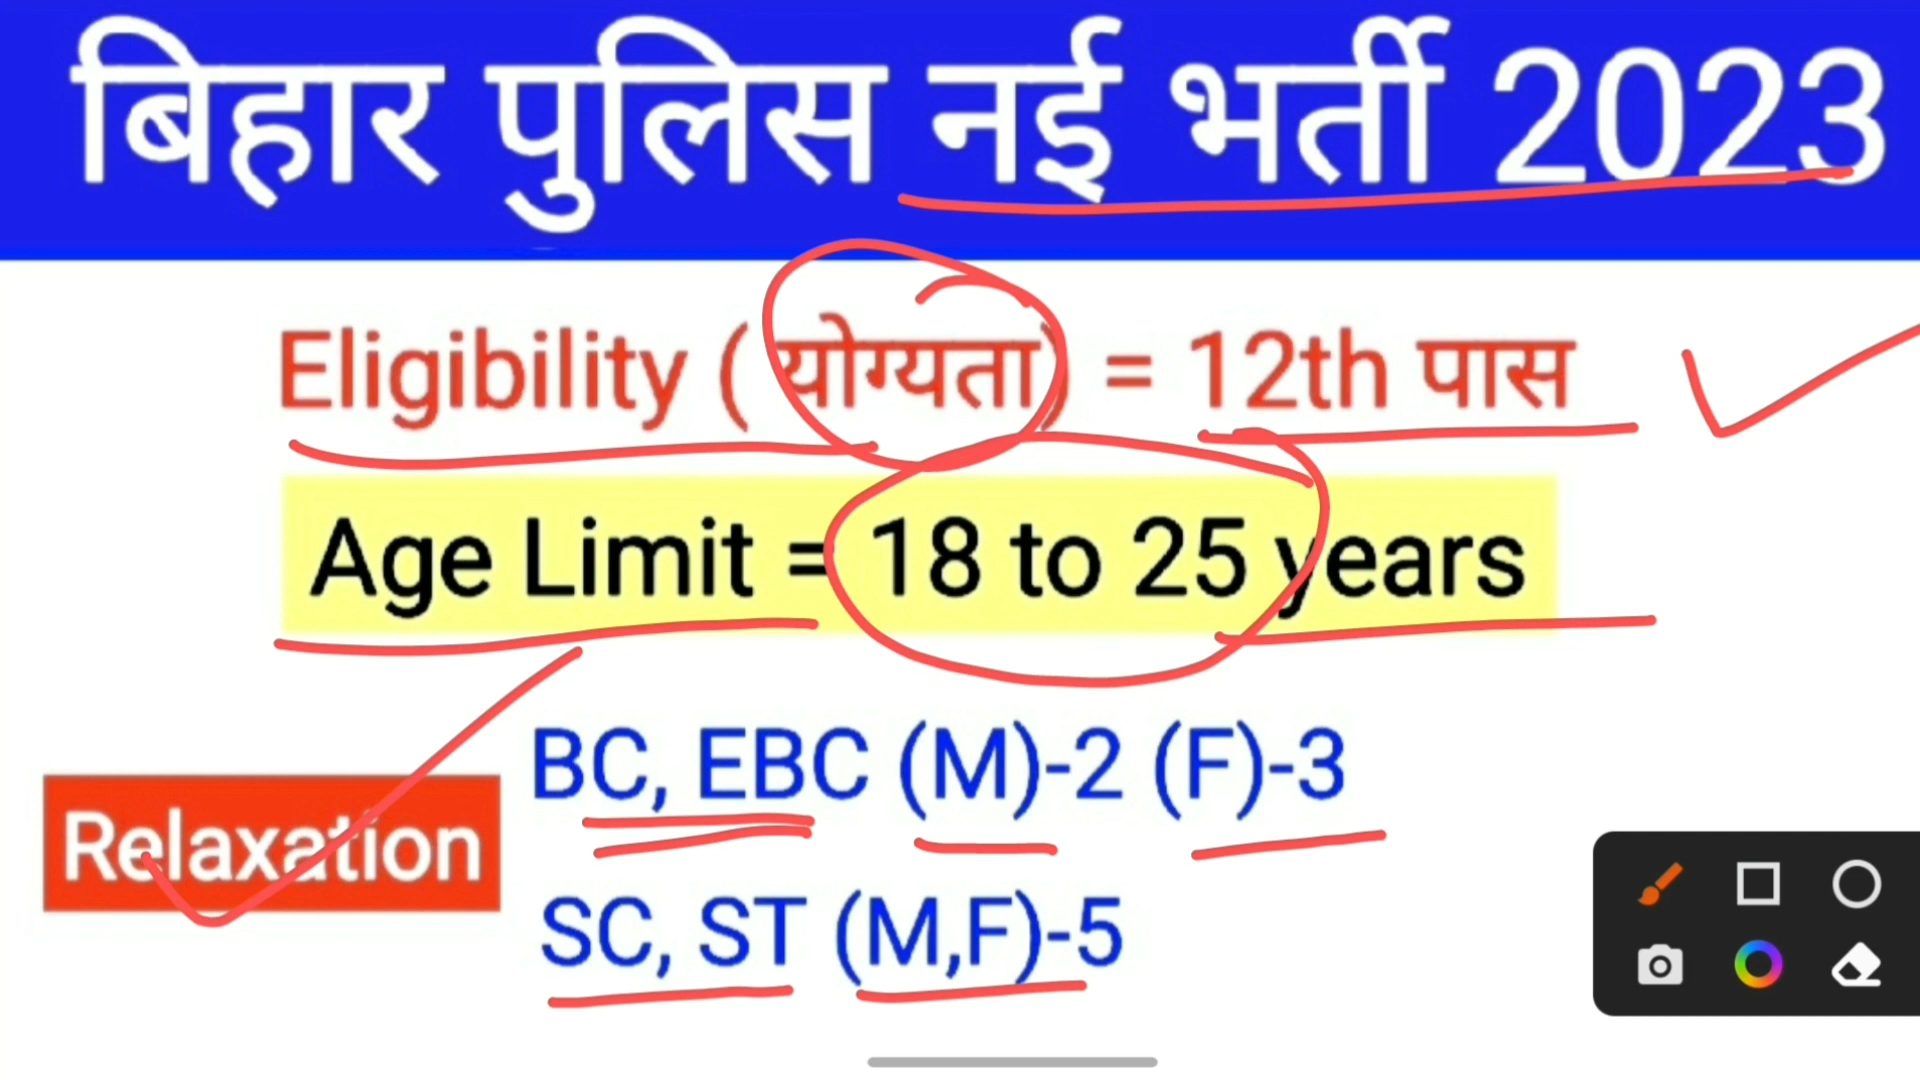 बिहार पुलिस नई भर्ती 2023
Eligibility (योग्यता) = 12th पास
Age Limit = 18 to 25 years
BC, EBC (M)-2 (F)-3
Relaxation
SC, ST (M,F)-5